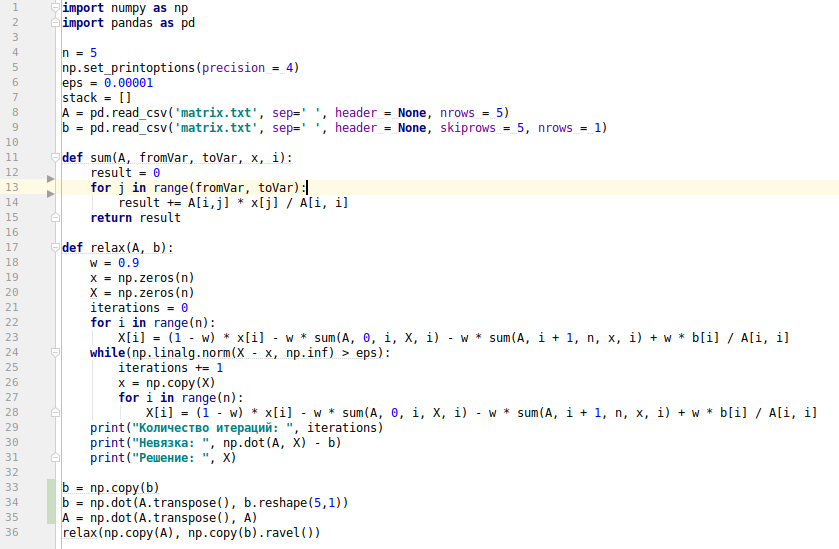 1 import numpy as np
2 import pandas as pd
3
4 n = 5
5 np.set_printoptions(precision = 4)
6 eps = 0.00001
7 stack = []
8 A = pd.read_csv('matrix.txt', sep=' ', header = None, nrows = 5)
9 b = pd.read_csv('matrix.txt', sep=' ', header = None, skiprows = 5, nrows = 1)
10
11 def sum(A, fromVar, toVar, x, i):
12     result = 0
13     for j in range(fromVar, toVar):
14         result += A[i,j] * x[j] / A[i, i]
15     return result
16
17 def relax(A, b):
18     w = 0.9
19     x = np.zeros(n)
20     X = np.zeros(n)
21     iterations = 0
22     for i in range(n):
23         X[i] = (1 - w) * x[i] - w * sum(A, 0, i, X, i) - w * sum(A, i + 1, n, x, i) + w * b[i] / A[i, i]
24     while(np.linalg.norm(X - x, np.inf) > eps):
25         iterations += 1
26         x = np.copy(X)
27         for i in range(n):
28             X[i] = (1 - w) * x[i] - w * sum(A, 0, i, X, i) - w * sum(A, i + 1, n, x, i) + w * b[i] / A[i, i]
29     print("Количество итераций: ", iterations)
30     print("Невязка: ", np.dot(A, X) - b)
31     print("Решение: ", X)
32
33 b = np.copy(b)
34 b = np.dot(A.transpose(), b.reshape(5,1))
35 A = np.dot(A.transpose(), A)
36 relax(np.copy(A), np.copy(b).ravel())